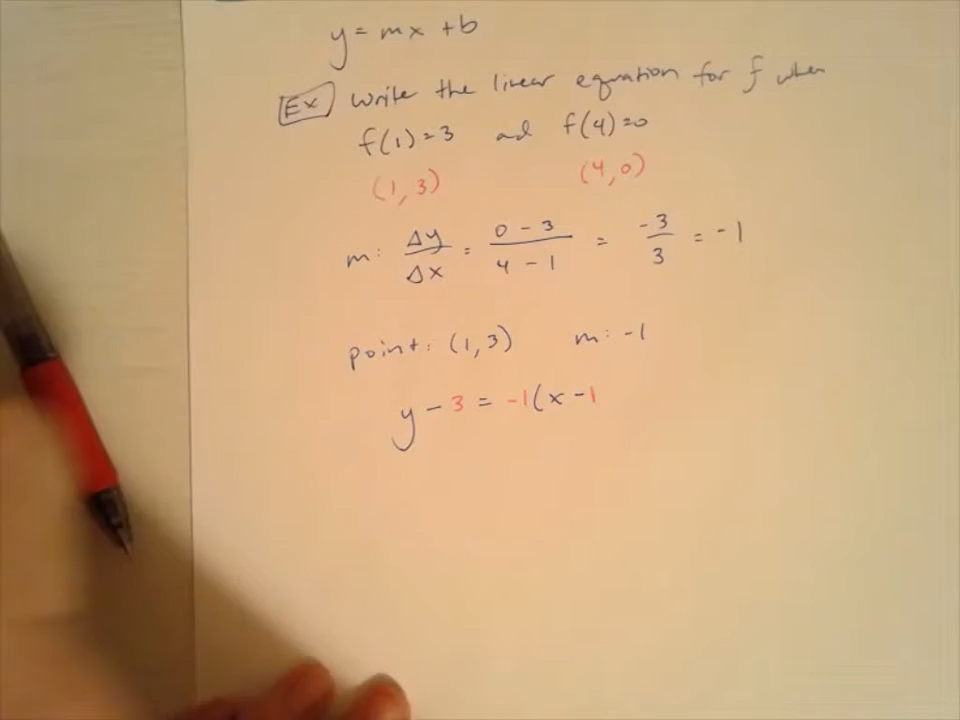 y = mx + b
Ex Write the linear equation for f when
f(1) = 3 and f(4) = 0
(1, 3) (4, 0)
m: Δy/Δx = 0 - 3/4 - 1 = -3/3 = -1
point: (1, 3) m: -1
y - 3 = -1(x - 1